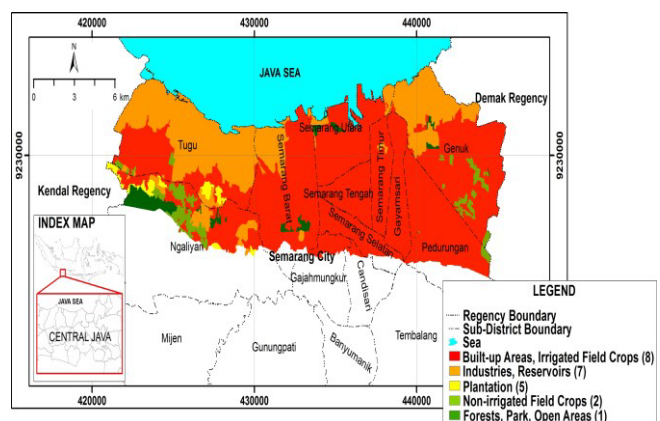 420000
430000
440000
N
JAVA SEA
0
3
6 km
Demak Regency
9230000
9230000
Semarang Utara
Tugu
Semarang Barat
Semarang Timur
Gayamsari
Genuk
Kendal Regency
Semarang Tengah
Semarang Selatan
Pedurungan
Ngaliyan
Semarang City
Gajahmungkur
Candisari
INDEX MAP
JAVA SEA
CENTRAL JAVA
Mijen
Gunungpati
Banyumanik
Tembalang
420000
430000
440000
LEGEND
Regency Boundary
Sub-District Boundary
Sea
Built-up Areas, Irrigated Field Crops (8)
Industries, Reservoirs (7)
Plantation (5)
Non-irrigated Field Crops (2)
Forests, Park, Open Areas (1)